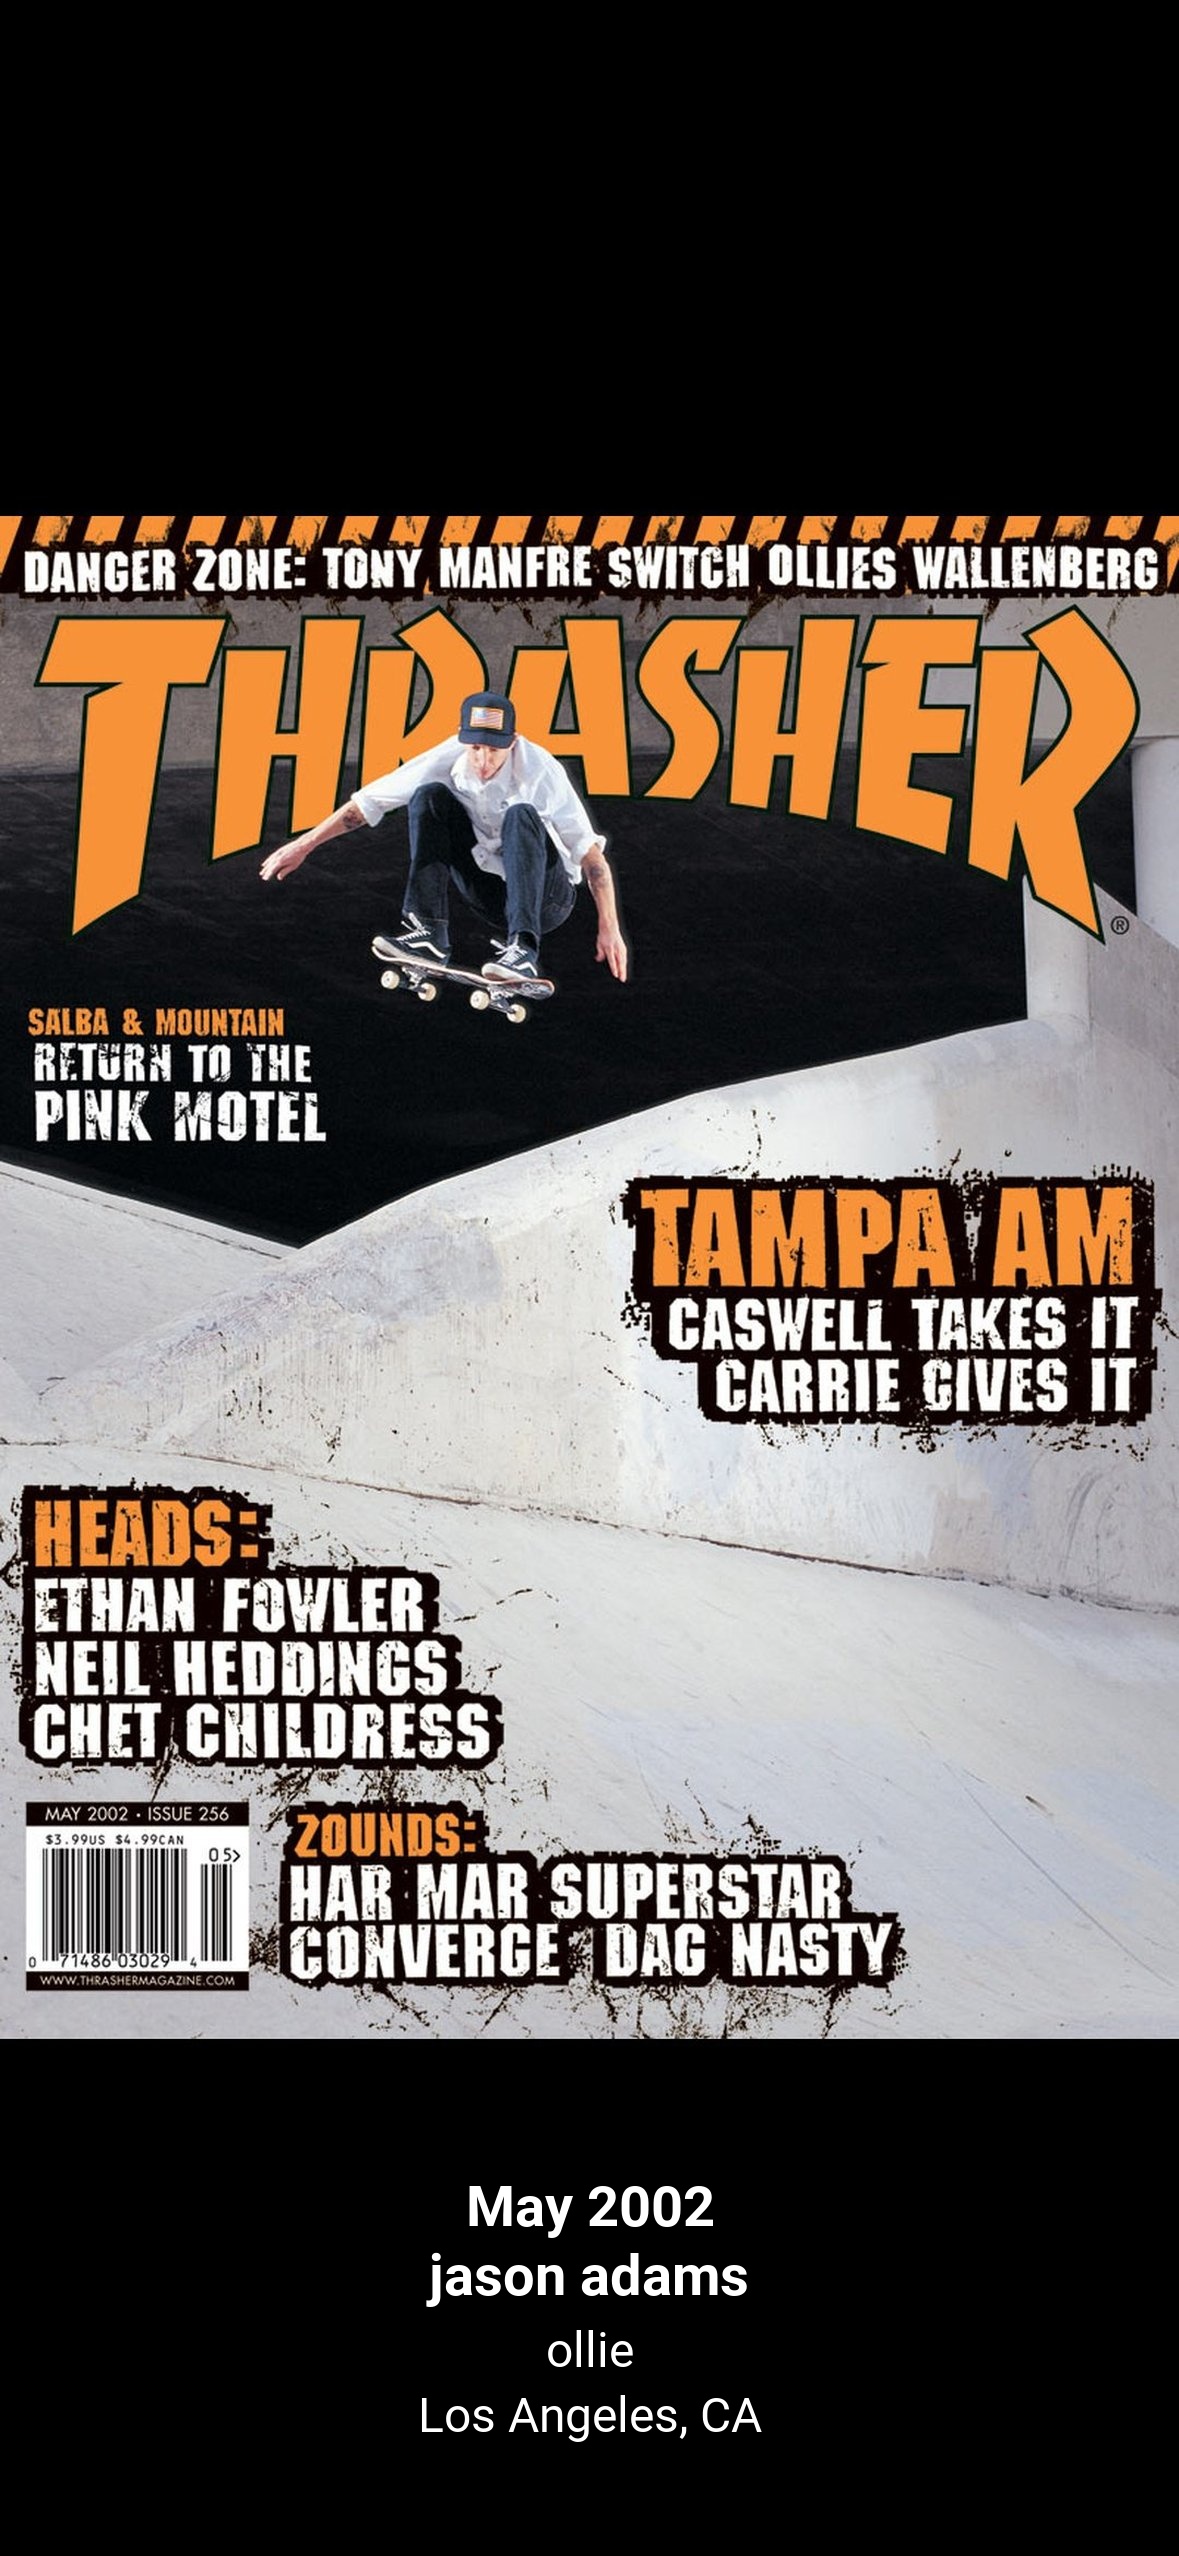 DANGER ZONE: TONY MANFRE SWITCH OLLIES WALLENBERG
THRASHER
®
SALBA & MOUNTAIN
RETURN TO THE
PINK MOTEL
TAMPA AM
CASWELL TAKES IT
CARRIE GIVES IT
HEADS:
ETHAN FOWLER
NEIL HEDDINGS
CHET CHILDRESS
MAY 2002 · ISSUE 256
$3.99US $4.99CAN
05>
0 71486 03029 4
WWW.THRASHERMAGAZINE.COM
ZOUNDS:
HAR MAR SUPERSTAR
CONVERGE DAG NASTY
May 2002
jason adams
ollie
Los Angeles, CA